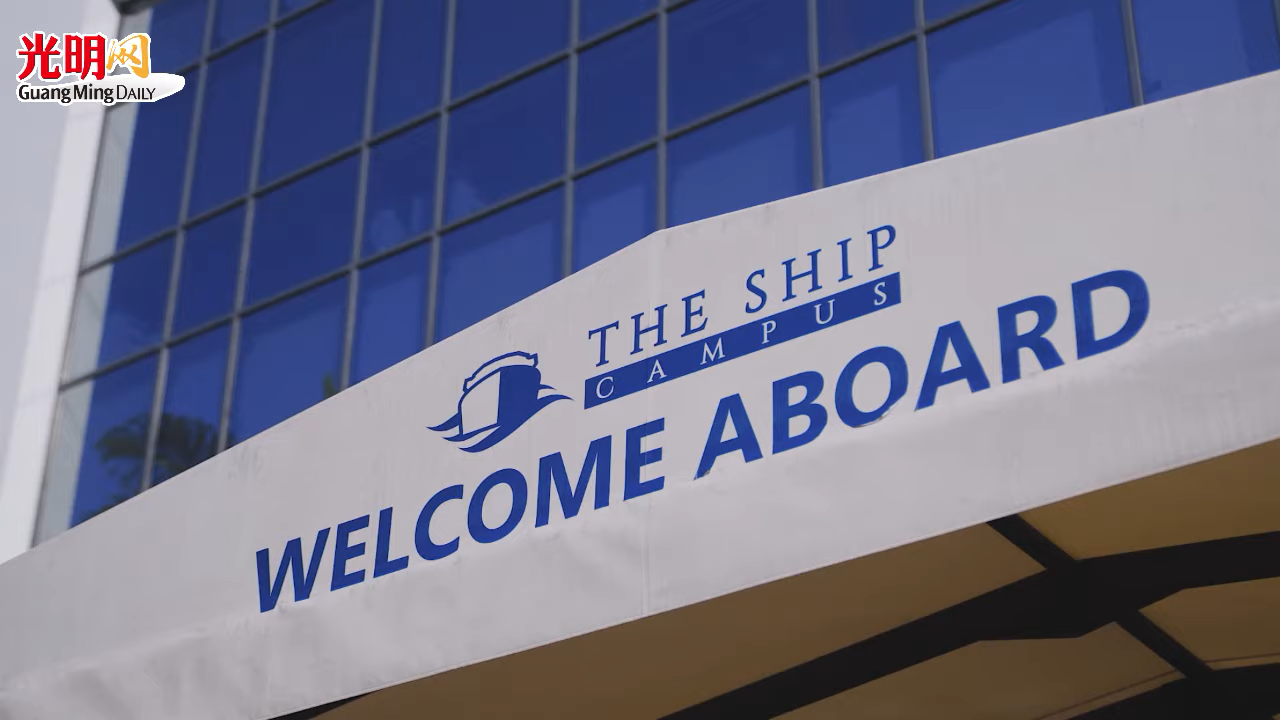 光明网
Guang Ming DAILY
THE SHIP
CAMPUS
WELCOME ABOARD